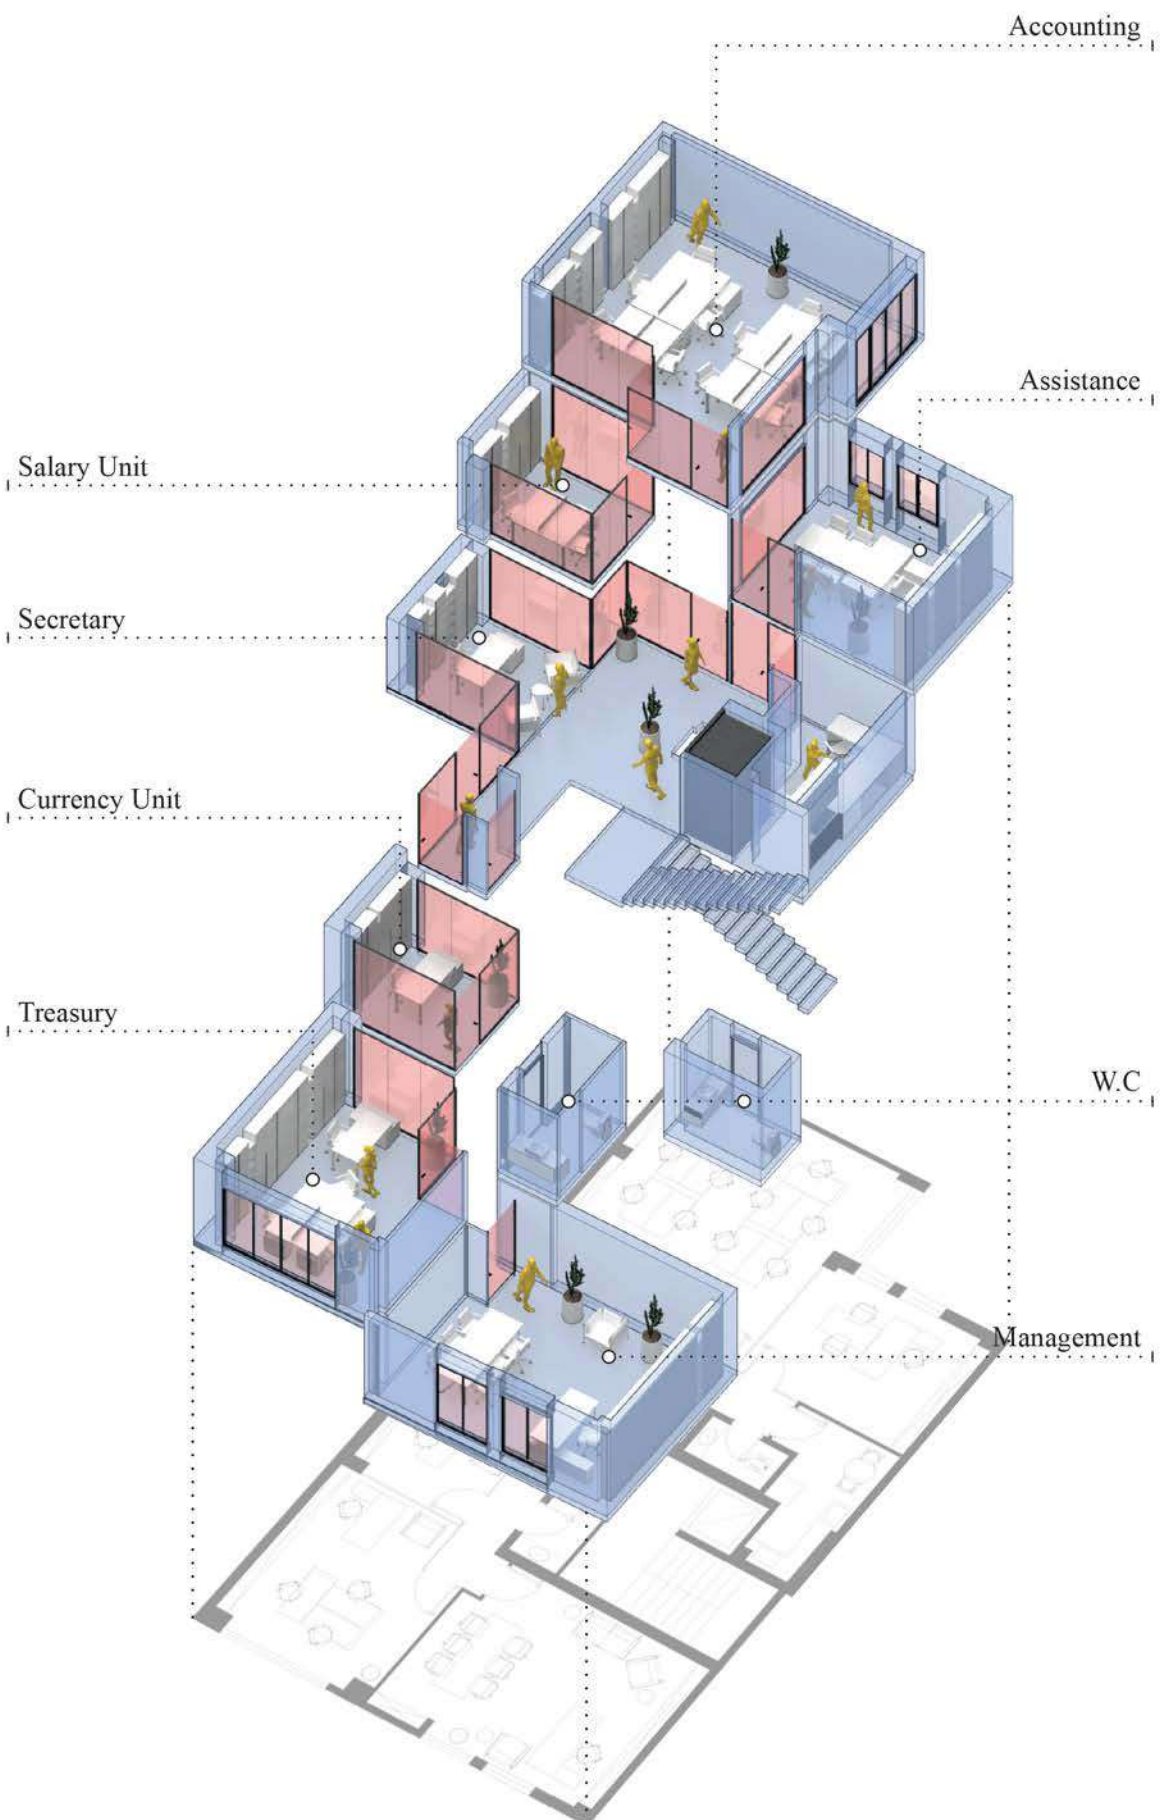 Accounting
Assistance
Salary Unit
Secretary
Currency Unit
Treasury
W.C
Management